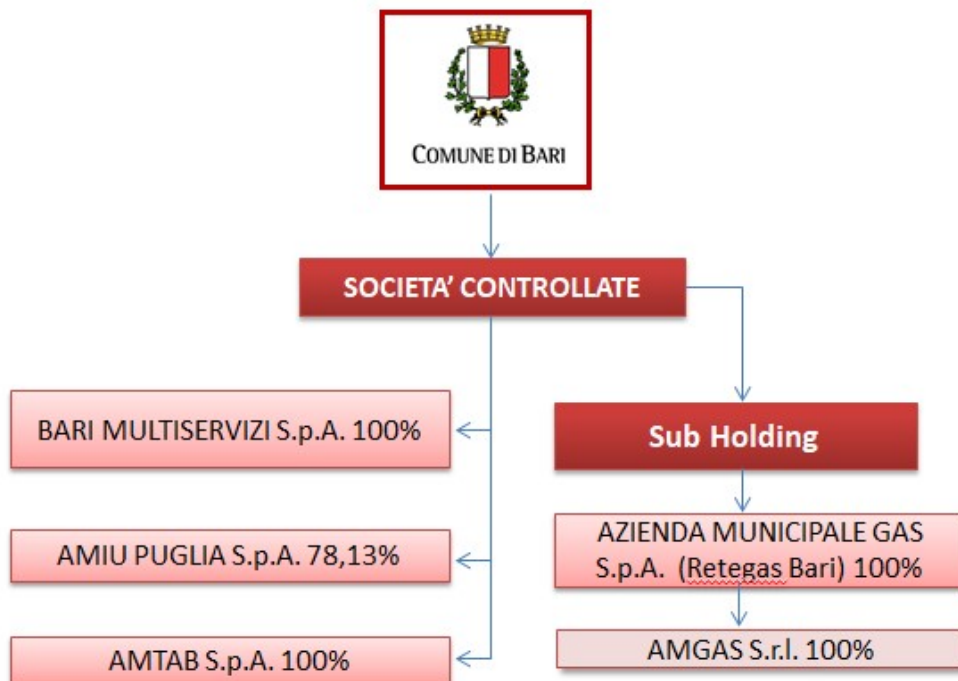 COMUNE DI BARI
SOCIETA' CONTROLLATE
BARI MULTISERVIZI S.p.A. 100%
AMIU PUGLIA S.p.A. 78,13%
AMTAB S.p.A. 100%
Sub Holding
AZIENDA MUNICIPALE GAS
S.p.A. (Retegas Bari) 100%
AMGAS S.r.l. 100%